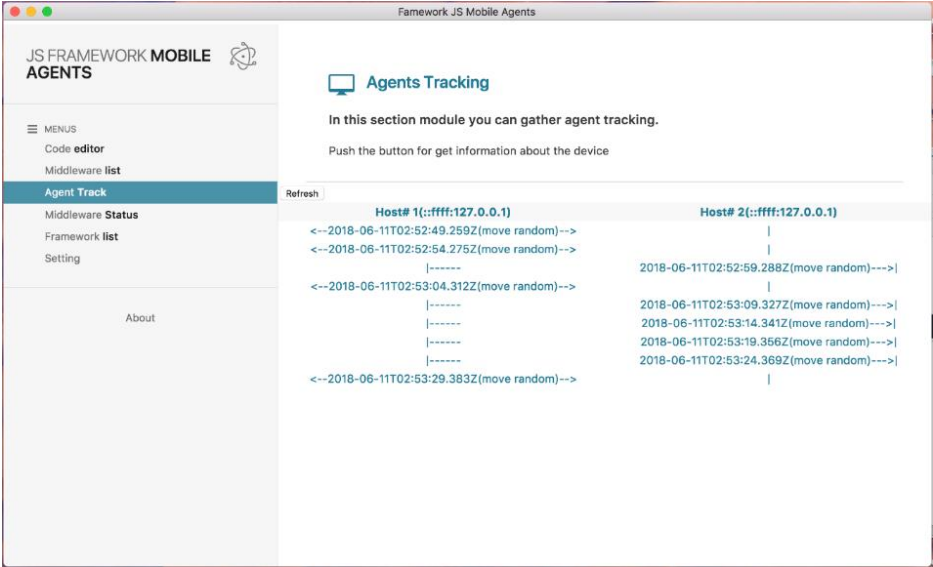 Famework JS Mobile Agents
JS FRAMEWORK MOBILE
AGENTS
MENUS
Code editor
Middleware list
Agent Track
Middleware Status
Framework list
Setting
About
Agents Tracking
In this section module you can gather agent tracking.
Push the button for get information about the device
Refresh
Host# 1(::ffff:127.0.0.1) Host# 2(::ffff:127.0.0.1)
<--2018-06-11T02:52:49.259Z(move random)--> |
<--2018-06-11T02:52:54.275Z(move random)--> |
|------ 2018-06-11T02:52:59.288Z(move random)--->|
<--2018-06-11T02:53:04.312Z(move random)--> |
|------ 2018-06-11T02:53:09.327Z(move random)--->|
|------ 2018-06-11T02:53:14.341Z(move random)--->|
|------ 2018-06-11T02:53:19.356Z(move random)--->|
|------ 2018-06-11T02:53:24.369Z(move random)--->|
<--2018-06-11T02:53:29.383Z(move random)--> |